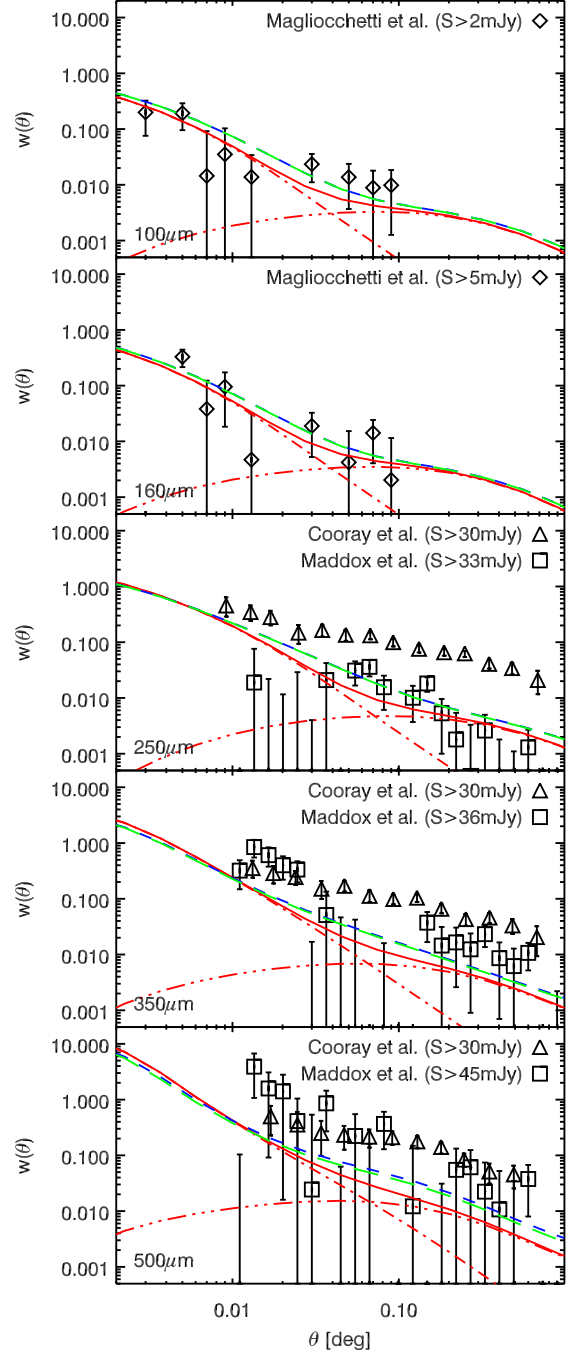 10.000
Magliocchetti et al. (S>2mJy)
1.000
0.100
0.010
0.001
w(θ)
100μm
Magliocchetti et al. (S>5mJy)
1.000
0.100
0.010
0.001
w(θ)
160μm
10.000
Cooray et al. (S>30mJy)
Maddox et al. (S>33mJy)
1.000
0.100
0.010
0.001
w(θ)
250μm
10.000
Cooray et al. (S>30mJy)
Maddox et al. (S>36mJy)
1.000
0.100
0.010
0.001
w(θ)
350μm
10.000
Cooray et al. (S>30mJy)
Maddox et al. (S>45mJy)
1.000
0.100
0.010
0.001
w(θ)
500μm
0.01 0.10
θ [deg]